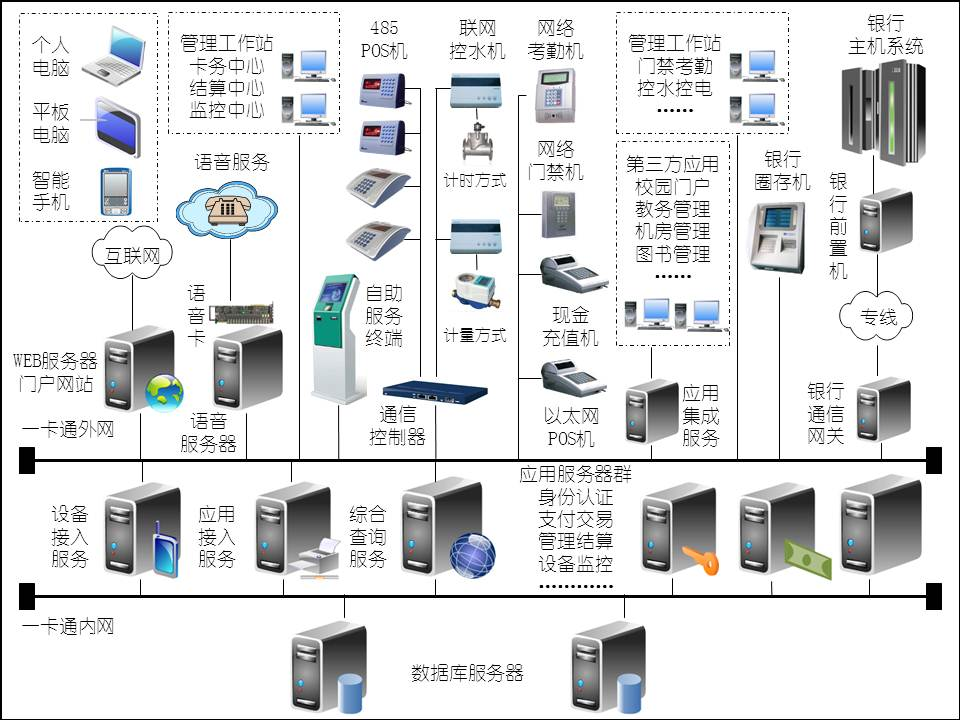 个人
电脑
平板
电脑
智能
手机
互联网
管理工作站
卡务中心
结算中心
监控中心
语音服务
语
音
卡
485
POS机
联网
控水机
计时方式
计量方式
网络
考勤机
网络
门禁机
现金
充值机
以太网
POS机
自助
服务
终端
通信
控制器
管理工作站
门禁考勤
控水控电
......
第三方应用
校园门户
教务管理
机房管理
图书管理
......
银行
圈存机
银行
主机系统
银
行
前
置
机
专线
WEB服务器
门户网站
语音
服务器
应用
集成
服务
银行
通信
网关
一卡通外网
设备
接入
服务
应用
接入
服务
综合
查询
服务
应用服务器群
身份认证
支付交易
管理结算
设备监控
............
一卡通内网
数据库服务器